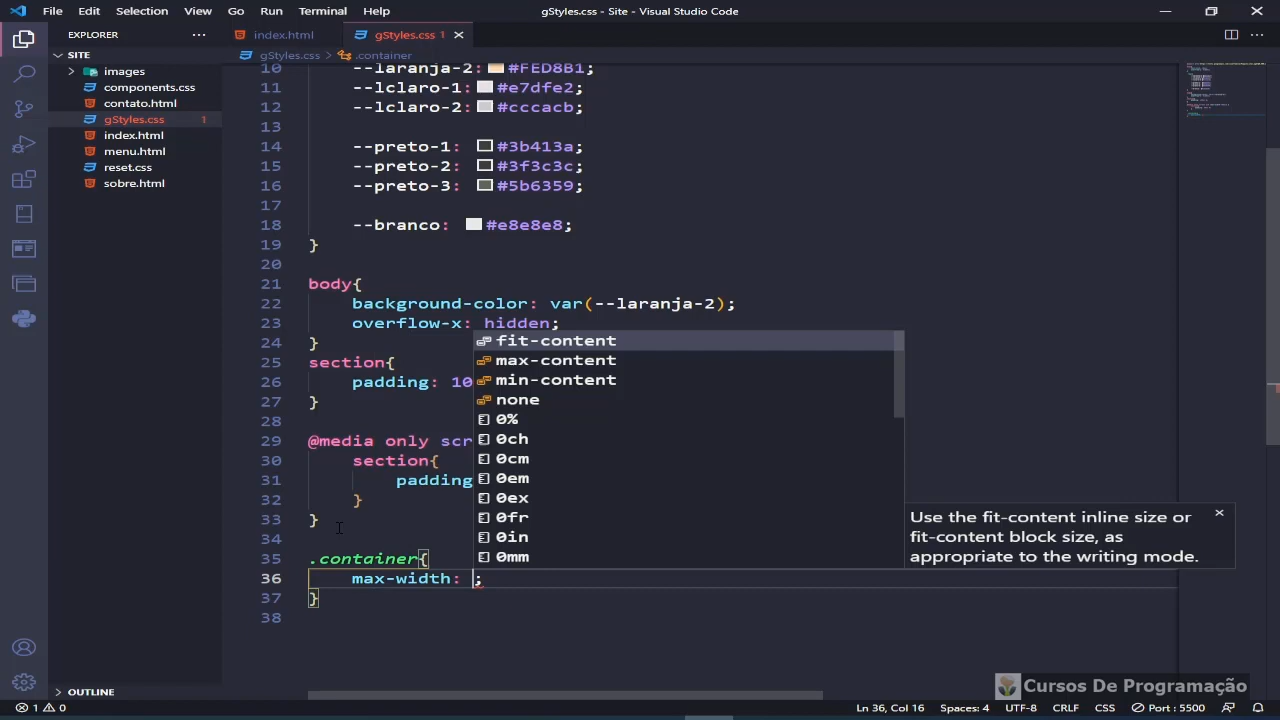 File Edit Selection View Go Run Terminal Help gStyles.css - Site - Visual Studio Code
EXPLORER ··· index.html gStyles.css 1
SITE gStyles.css > .container
images
components.css
contato.html
gStyles.css 1
index.html
menu.html
reset.css
sobre.html
10 --laranja-2: #FED8B1;
11 --lclaro-1: #e7dfe2;
12 --lclaro-2: #cccacb;
13
14 --preto-1: #3b413a;
15 --preto-2: #3f3c3c;
16 --preto-3: #5b6359;
17
18 --branco: #e8e8e8;
19 }
20
21 body{
22 background-color: var(--laranja-2);
23 overflow-x: hidden;
24 }
25 section{
26 padding: 10
27 }
28
29 @media only scr
30 section{
31 padding
32 }
33 }
34
35 .container{
36 max-width: ;
37 }
38
fit-content
max-content
min-content
none
0%
0ch
0cm
0em
0ex
0fr
0in
0mm
Use the fit-content inline size or
fit-content block size, as
appropriate to the writing mode.
OUTLINE
Cursos De Programação
1 0 Ln 36, Col 16 Spaces: 4 UTF-8 CRLF CSS Port : 5500